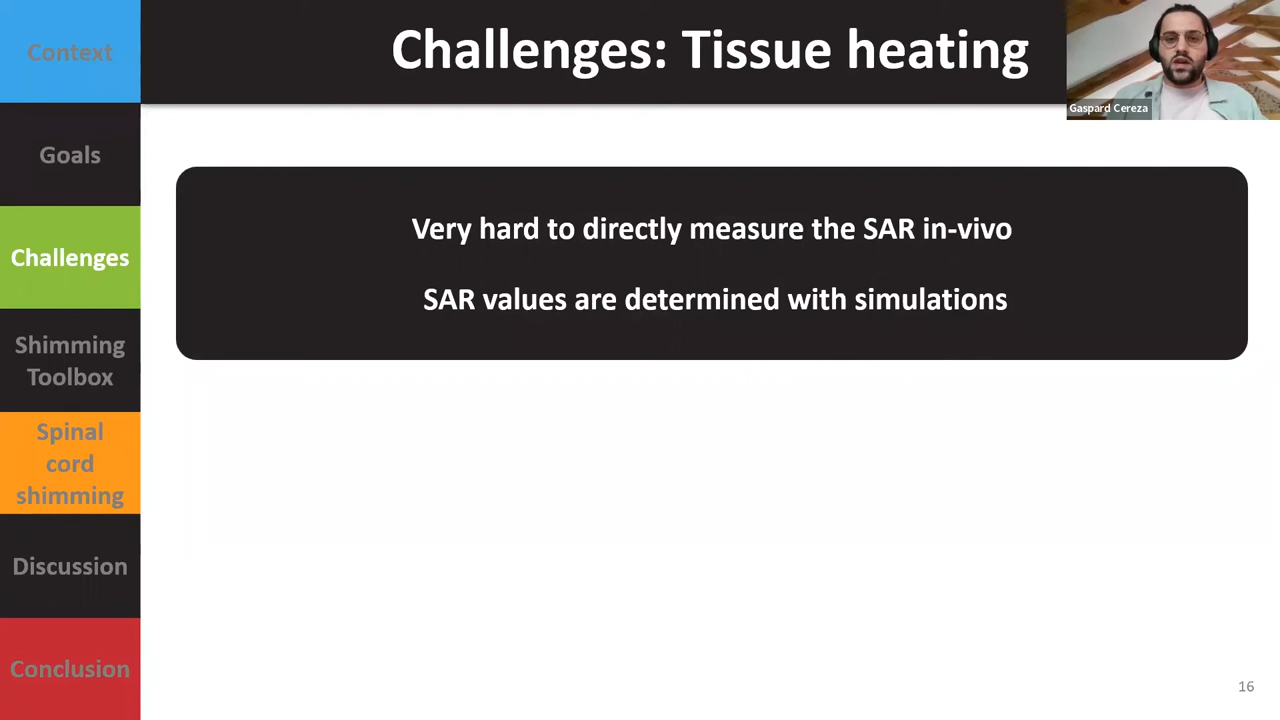 Context
Challenges: Tissue heating
Gaspard Cereza
Goals
Challenges
Shimming
Toolbox
Spinal
cord
shimming
Discussion
Conclusion
Very hard to directly measure the SAR in-vivo
SAR values are determined with simulations
16